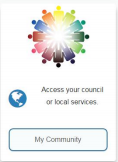 Access your council
or local services.
My Community